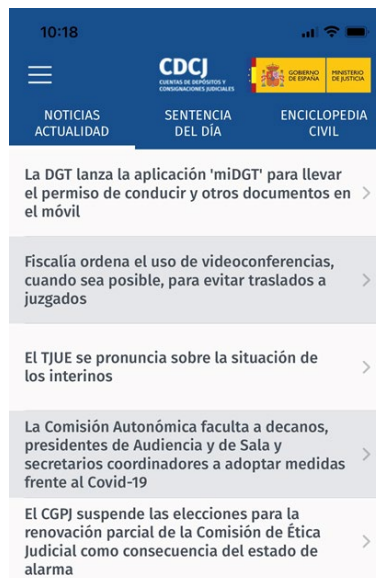 10:18
CDCJ
CUENTAS DE DEPÓSITOS Y
CONSIGNACIONES JUDICIALES
GOBIERNO
DE ESPAÑA
MINISTERIO
DE JUSTICIA
NOTICIAS
ACTUALIDAD
SENTENCIA
DEL DÍA
ENCICLOPEDIA
CIVIL
La DGT lanza la aplicación 'miDGT' para llevar
el permiso de conducir y otros documentos en
el móvil
Fiscalía ordena el uso de videoconferencias,
cuando sea posible, para evitar traslados a
juzgados
El TJUE se pronuncia sobre la situación de
los interinos
La Comisión Autonómica faculta a decanos,
presidentes de Audiencia y de Sala y
secretarios coordinadores a adoptar medidas
frente al Covid-19
El CGPJ suspende las elecciones para la
renovación parcial de la Comisión de Ética
Judicial como consecuencia del estado de
alarma